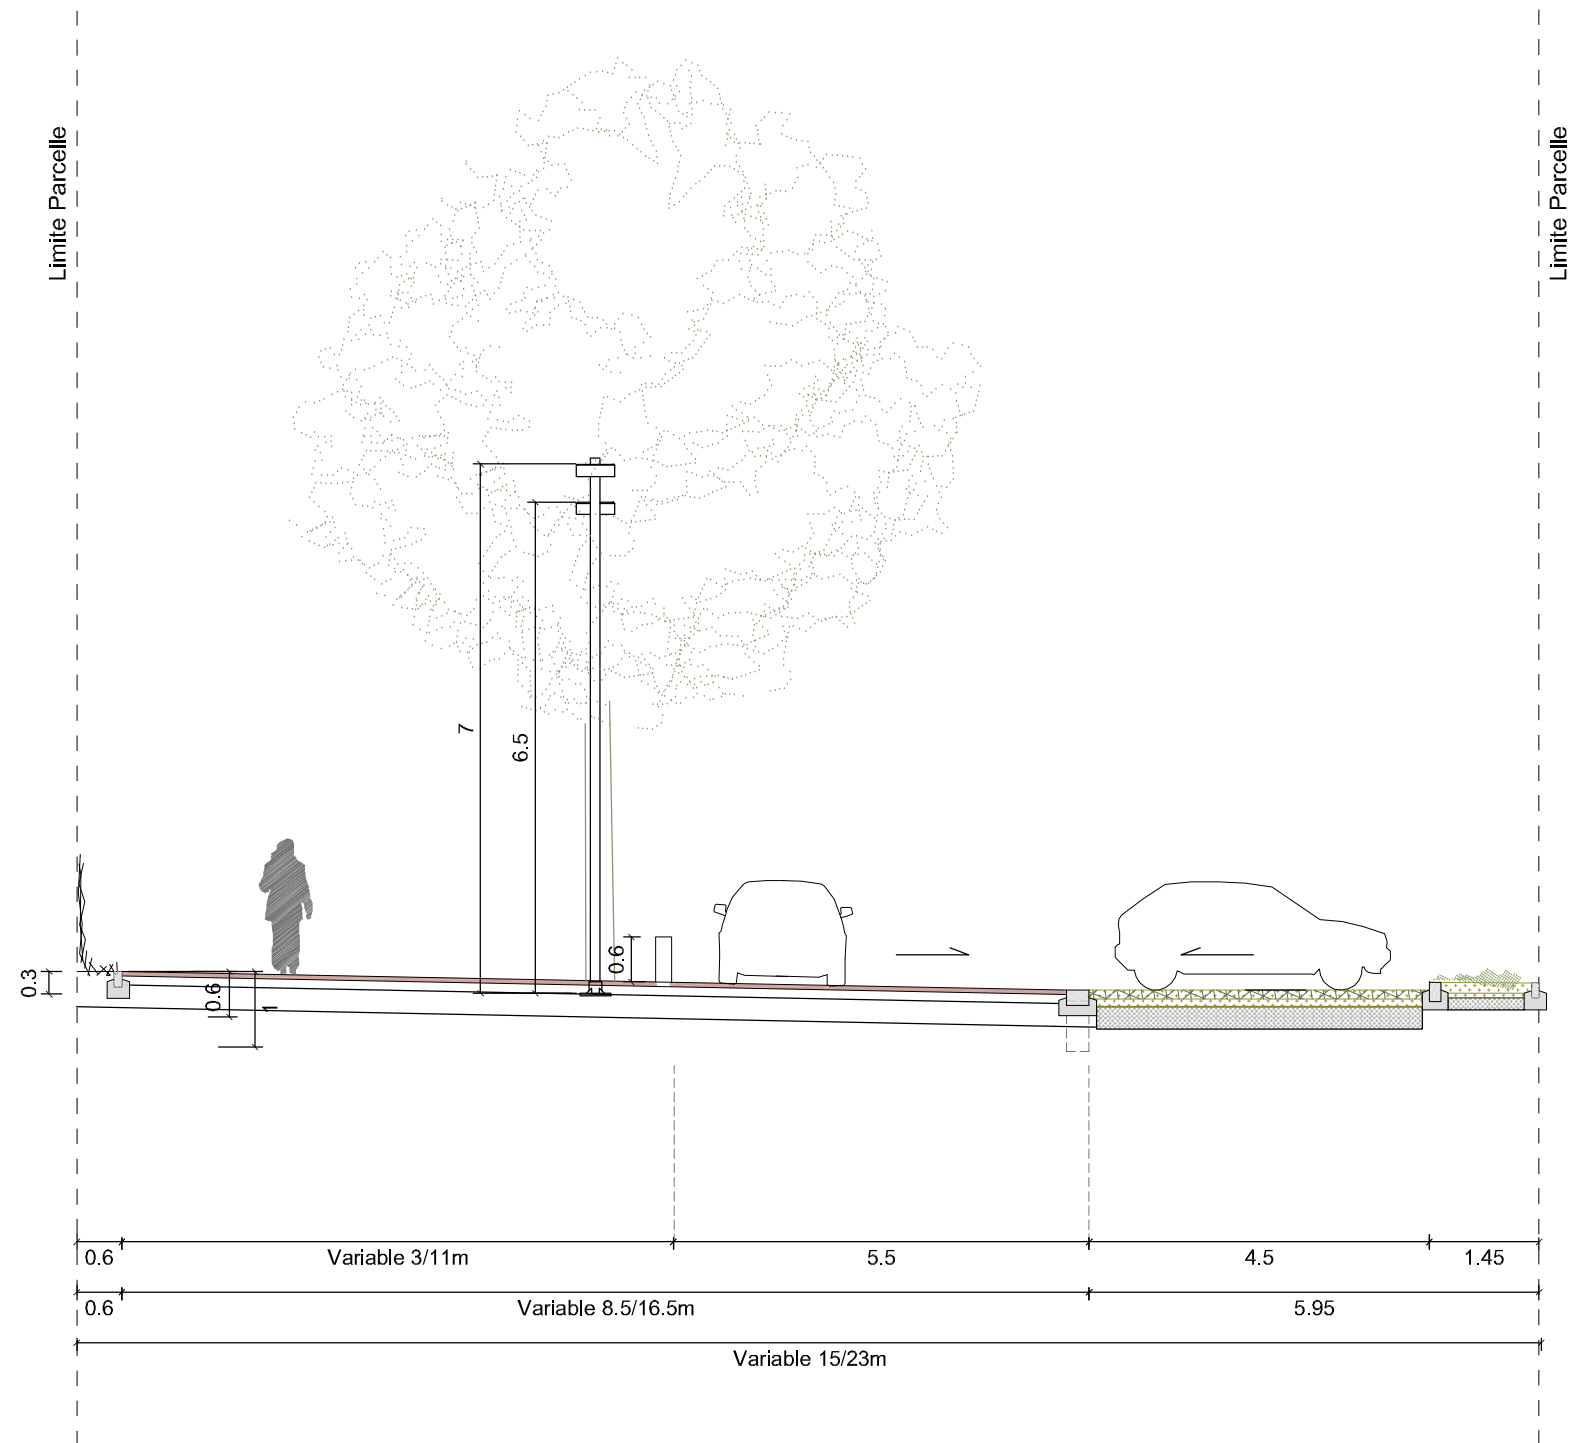 Limite Parcelle
Limite Parcelle
7
6.5
0.6
0.3
0.6
1
0.6 Variable 3/11m 5.5 4.5 1.45
0.6 Variable 8.5/16.5m 5.95
Variable 15/23m